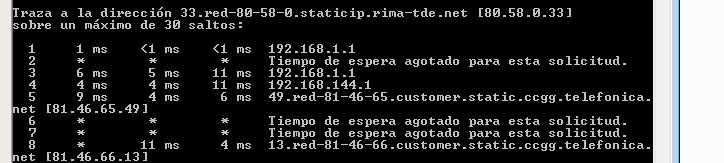 Traza a la dirección 33.red-80-58-0.staticip.rima-tde.net [80.58.0.33]
sobre un máximo de 30 saltos:
1 1 ms <1 ms <1 ms 192.168.1.1
2 * * * Tiempo de espera agotado para esta solicitud.
3 6 ms 5 ms 11 ms 192.168.1.1
4 4 ms 4 ms 11 ms 192.168.144.1
5 9 ms 4 ms 6 ms 49.red-81-46-65.customer.static.ccgg.telefonica.
net [81.46.65.49]
6 * * * Tiempo de espera agotado para esta solicitud.
7 * * * Tiempo de espera agotado para esta solicitud.
8 * 11 ms 4 ms 13.red-81-46-66.customer.static.ccgg.telefonica.
net [81.46.66.13]